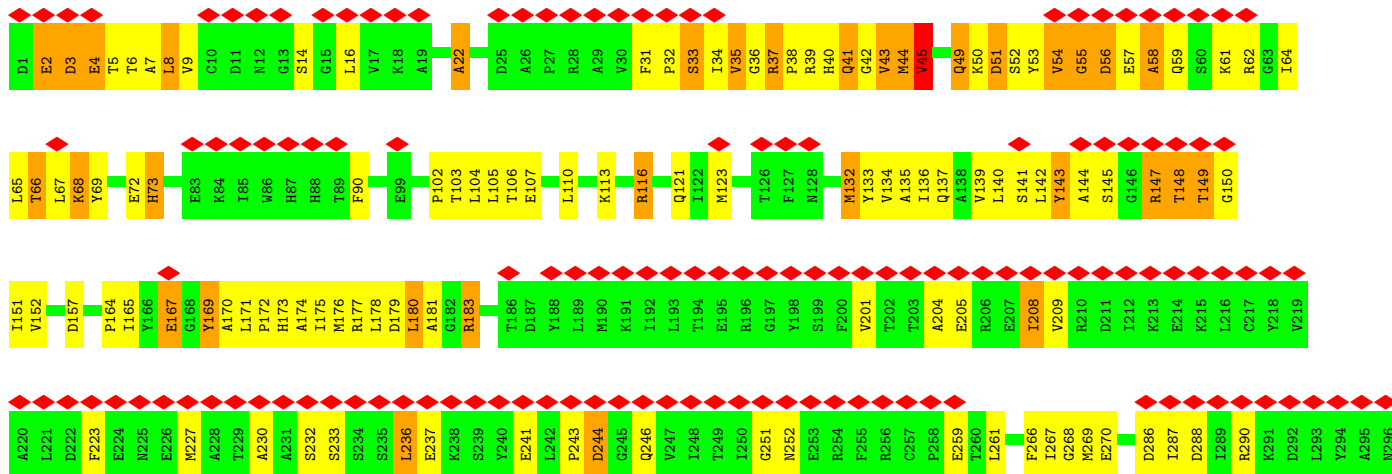 D1 E2 D3 E4 T5 T6 A7 L8 V9 C10 D11 N12 G13 S14 G15 L16 V17 K18 A19 A22 D25 A26 P27 R28 A29 V30 F31 P32 S33 I34 V35 G36 R37 P38 R39 H40 Q41 G42 V43 M44 V45 Q49 K50 D51 S52 Y53 V54 G55 D56 E57 A58 Q59 S60 K61 R62 G63 I64
L65 T66 L67 K68 Y69 E72 H73 E83 K84 I85 W86 H87 H88 T89 F90 E99 P102 T103 L104 L105 T106 E107 L110 K113 R116 Q121 I122 M123 T126 F127 N128 M132 Y133 V134 A135 I136 Q137 A138 V139 L140 S141 L142 Y143 A144 S145 G146 R147 T148 T149 G150
I151 V152 D157 P164 I165 Y166 E167 G168 Y169 A170 L171 P172 H173 A174 I175 M176 R177 L178 D179 L180 A181 G182 R183 T186 D187 Y188 L189 M190 K191 I192 L193 T194 E195 R196 G197 Y198 S199 F200 V201 T202 T203 A204 E205 R206 E207 I208 V209 R210 D211 I212 K213 E214 K215 L216 C217 Y218 V219
A220 L221 D222 F223 E224 N225 E226 M227 A228 T229 A230 A231 S232 S233 S234 S235 L236 E237 K238 S239 Y240 E241 L242 P243 D244 G245 Q246 V247 I248 T249 I250 G251 N252 E253 R254 F255 R256 C257 P258 E259 T260 L261 F266 I267 G268 M269 E270 D286 I287 D288 I289 R290 K291 D292 L293 Y294 A295 N296